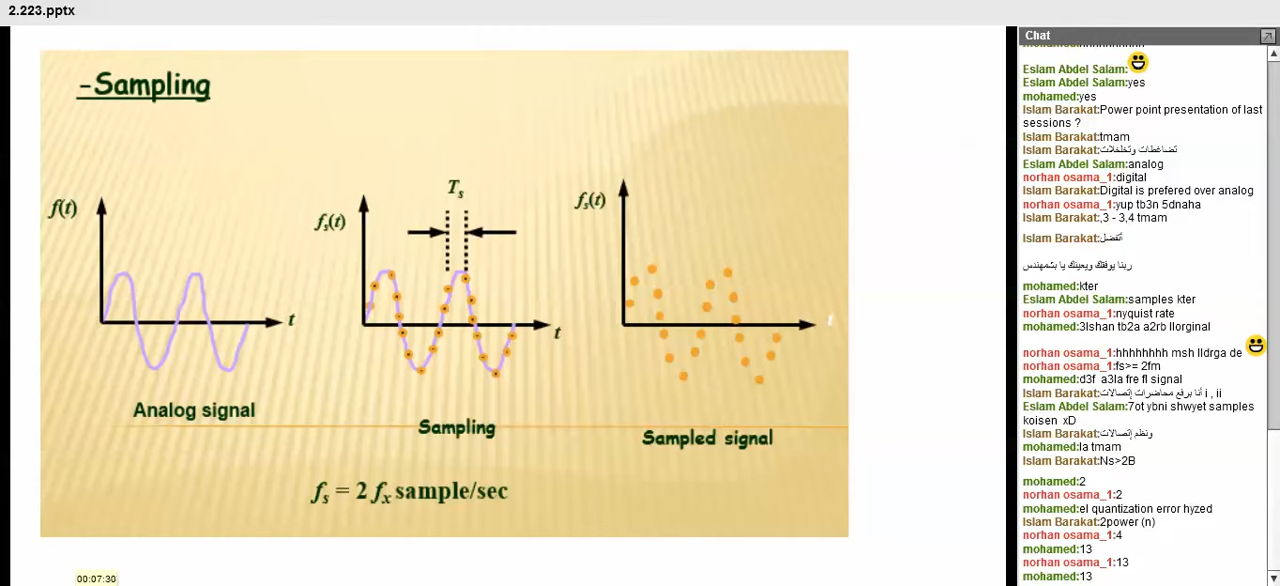 2.223.pptx
-Sampling
f(t)
t
Analog signal
fs(t)
Ts
t
Sampling
fs(t)
t
Sampled signal
fs = 2 fx sample/sec
00:07:30
Chat
Eslam Abdel Salam:
Eslam Abdel Salam:yes
mohamed:yes
Islam Barakat:Power point presentation of last
sessions ?
Islam Barakat:tmam
Islam Barakat:تضاغطات وتخلخلات
Eslam Abdel Salam:analog
norhan osama_1:digital
Islam Barakat:Digital is prefered over analog
norhan osama_1:yup tb3n 5dnaha
Islam Barakat:,3 - 3,4 tmam
Islam Barakat:أتفضل
ربنا يوفقك ويعينك يا بشمهندس
mohamed:kter
Eslam Abdel Salam:samples kter
norhan osama_1:nyquist rate
mohamed:3lshan tb2a a2rb llorginal
norhan osama_1:hhhhhhhh msh lldrga de
norhan osama_1:fs>= 2fm
mohamed:d3f a3la fre fl signal
Islam Barakat:أنا برفع محاضرات إتصالات i , ii
Eslam Abdel Salam:7ot ybni shwyet samples
koisen xD
Islam Barakat:ونظم إتصالات
mohamed:la tmam
Islam Barakat:Ns>2B
mohamed:2
norhan osama_1:2
mohamed:el quantization error hyzed
Islam Barakat:2power (n)
norhan osama_1:4
mohamed:13
norhan osama_1:13
mohamed:13